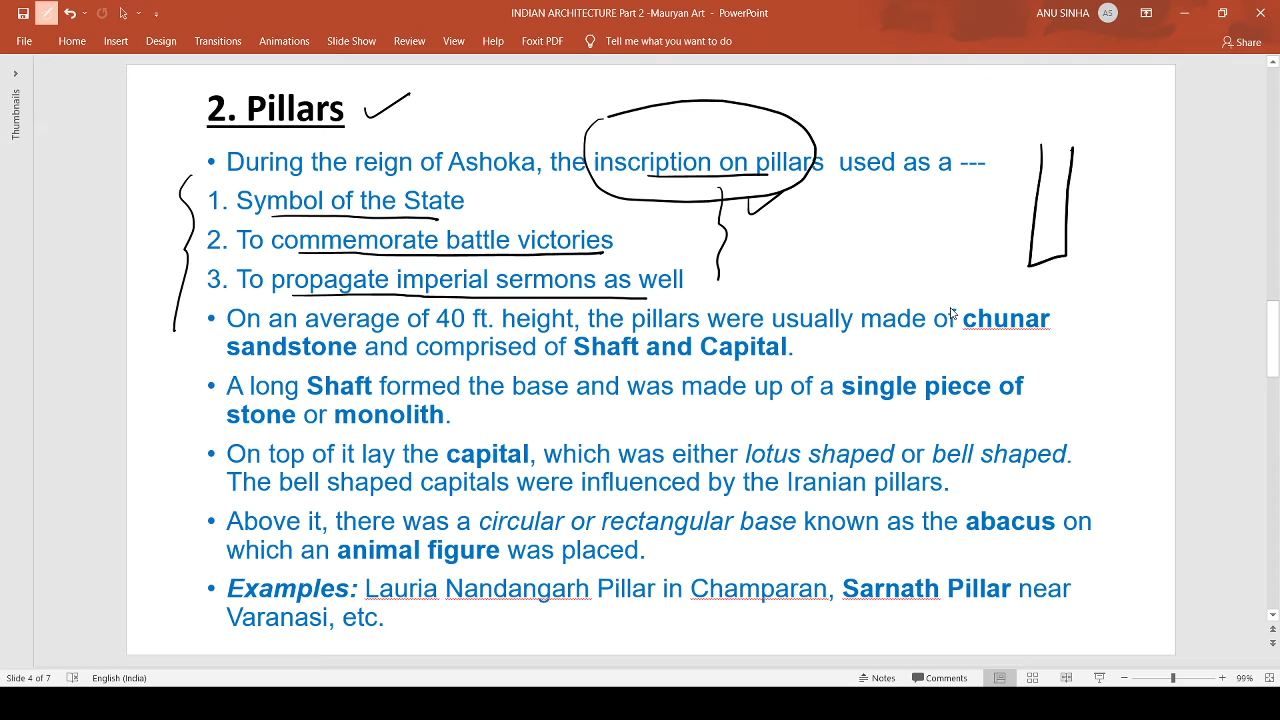 INDIAN ARCHITECTURE Part 2 -Mauryan Art - PowerPoint
ANU SINHA AS
File Home Insert Design Transitions Animations Slide Show Review View Help Foxit PDF Tell me what you want to do Share
Thumbnails
2. Pillars
• During the reign of Ashoka, the inscription on pillars used as a ---
1. Symbol of the State
2. To commemorate battle victories
3. To propagate imperial sermons as well
• On an average of 40 ft. height, the pillars were usually made of chunar
sandstone and comprised of Shaft and Capital.
• A long Shaft formed the base and was made up of a single piece of
stone or monolith.
• On top of it lay the capital, which was either lotus shaped or bell shaped.
The bell shaped capitals were influenced by the Iranian pillars.
• Above it, there was a circular or rectangular base known as the abacus on
which an animal figure was placed.
• Examples: Lauria Nandangarh Pillar in Champaran, Sarnath Pillar near
Varanasi, etc.
Slide 4 of 7 English (India) Notes Comments 99%